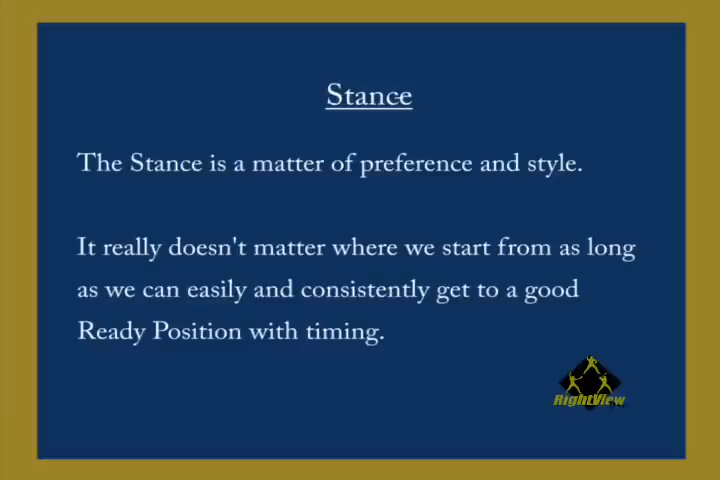 Stance
The Stance is a matter of preference and style.
It really doesn't matter where we start from as long
as we can easily and consistently get to a good
Ready Position with timing.
RightView